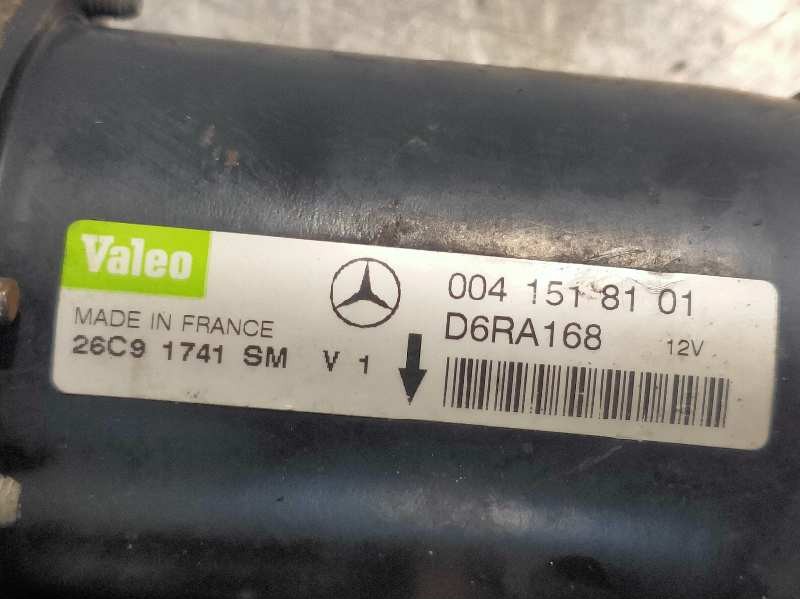 Valeo
MADE IN FRANCE
26C9 1741 SM V 1
004 151 81 01
D6RA168 12V